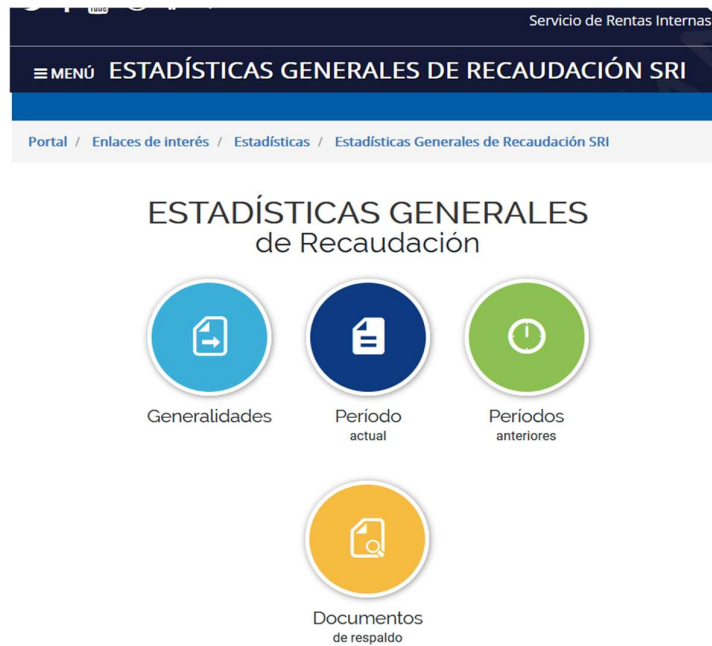 Servicio de Rentas Internas
MENÚ ESTADÍSTICAS GENERALES DE RECAUDACIÓN SRI
Portal / Enlaces de interés / Estadísticas / Estadísticas Generales de Recaudación SRI
ESTADÍSTICAS GENERALES
de Recaudación
Generalidades
Período
actual
Períodos
anteriores
Documentos
de respaldo